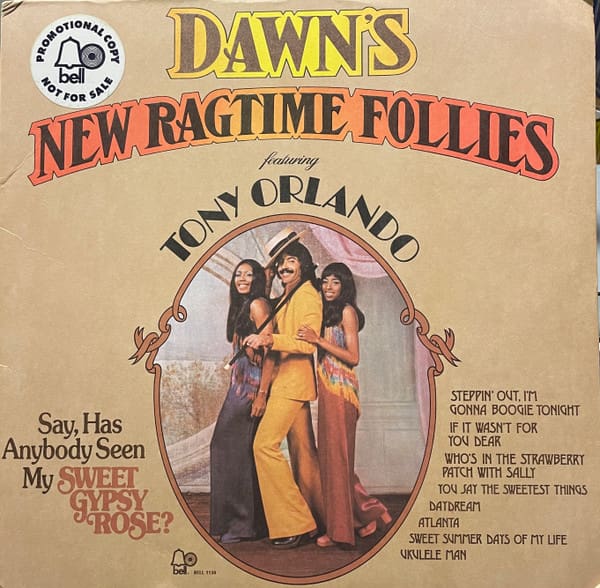 PROMOTIONAL COPY
bell
NOT FOR SALE
DAWN'S
NEW RAGTIME FOLLIES
featuring
TONY ORLANDO
Say, Has
Anybody Seen
My SWEET
GYPSY
ROSE?
STEPPIN' OUT, I'M
GONNA BOOGIE TONIGHT
IF IT WASN'T FOR
YOU DEAR
WHO'S IN THE STRAWBERRY
PATCH WITH SALLY
YOU SAY THE SWEETEST THINGS
DAYDREAM
ATLANTA
SWEET SUMMER DAYS OF MY LIFE
UKULELE MAN
bell BELL 1130